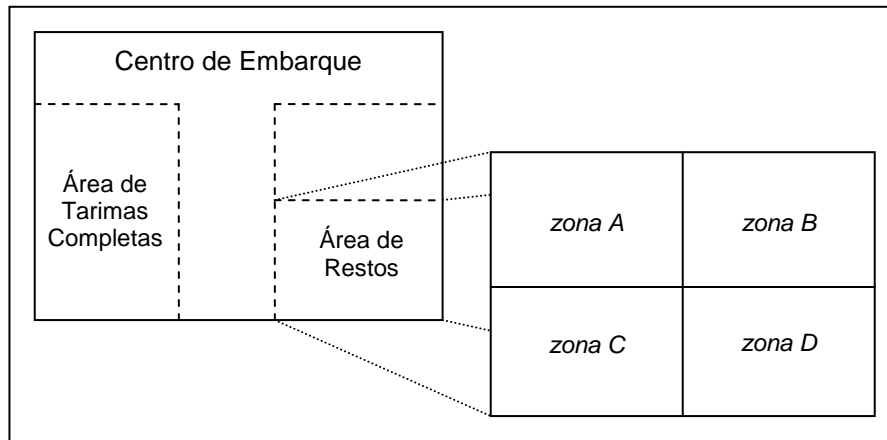 Centro de Embarque
Área de
Tarimas
Completas
Área de
Restos
zona A
zona B
zona C
zona D